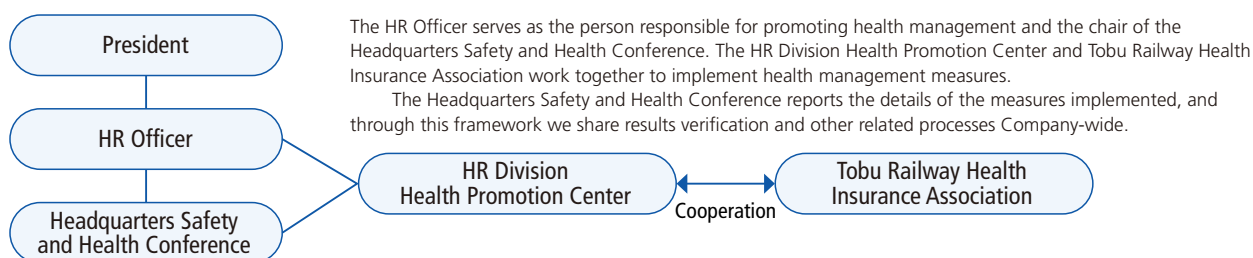 President
The HR Officer serves as the person responsible for promoting health management and the chair of the
Headquarters Safety and Health Conference. The HR Division Health Promotion Center and Tobu Railway Health
Insurance Association work together to implement health management measures.
The Headquarters Safety and Health Conference reports the details of the measures implemented, and
through this framework we share results verification and other related processes Company-wide.
HR Officer
HR Division
Health Promotion Center
Cooperation
Tobu Railway Health
Insurance Association
Headquarters Safety
and Health Conference